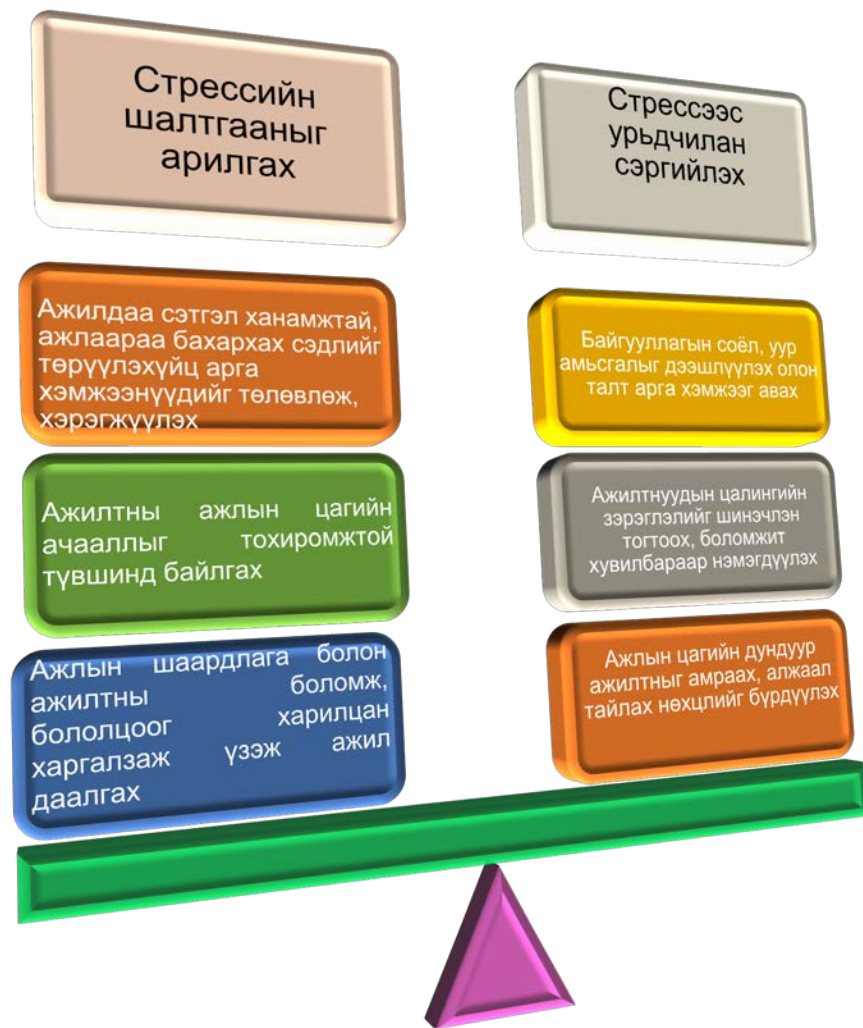 Стрессийн
шалтгааныг
арилгах
Ажилдаа сэтгэл ханамжтай,
ажлаараа бахархах сэдлийг
төрүүлэхүйц арга
хэмжээнүүдийг төлөвлөж,
хэрэгжүүлэх
Ажилтны ажлын цагийн
ачааллыг тохиромжтой
түвшинд байлгах
Ажлын шаардлага болон
ажилтны боломж,
бололцоог харилцан
харгалзаж үзэж ажил
даалгах
Стрессээс
урьдчилан
сэргийлэх
Байгууллагын соёл, уур
амьсгалыг дээшлүүлэх олон
талт арга хэмжээг авах
Ажилтнуудын цалингийн
зэрэглэлийг шинэчлэн
тогтоох, боломжит
хувилбараар нэмэгдүүлэх
Ажлын цагийн дундуур
ажилтныг амраах, алжаал
тайлах нөхцлийг бүрдүүлэх